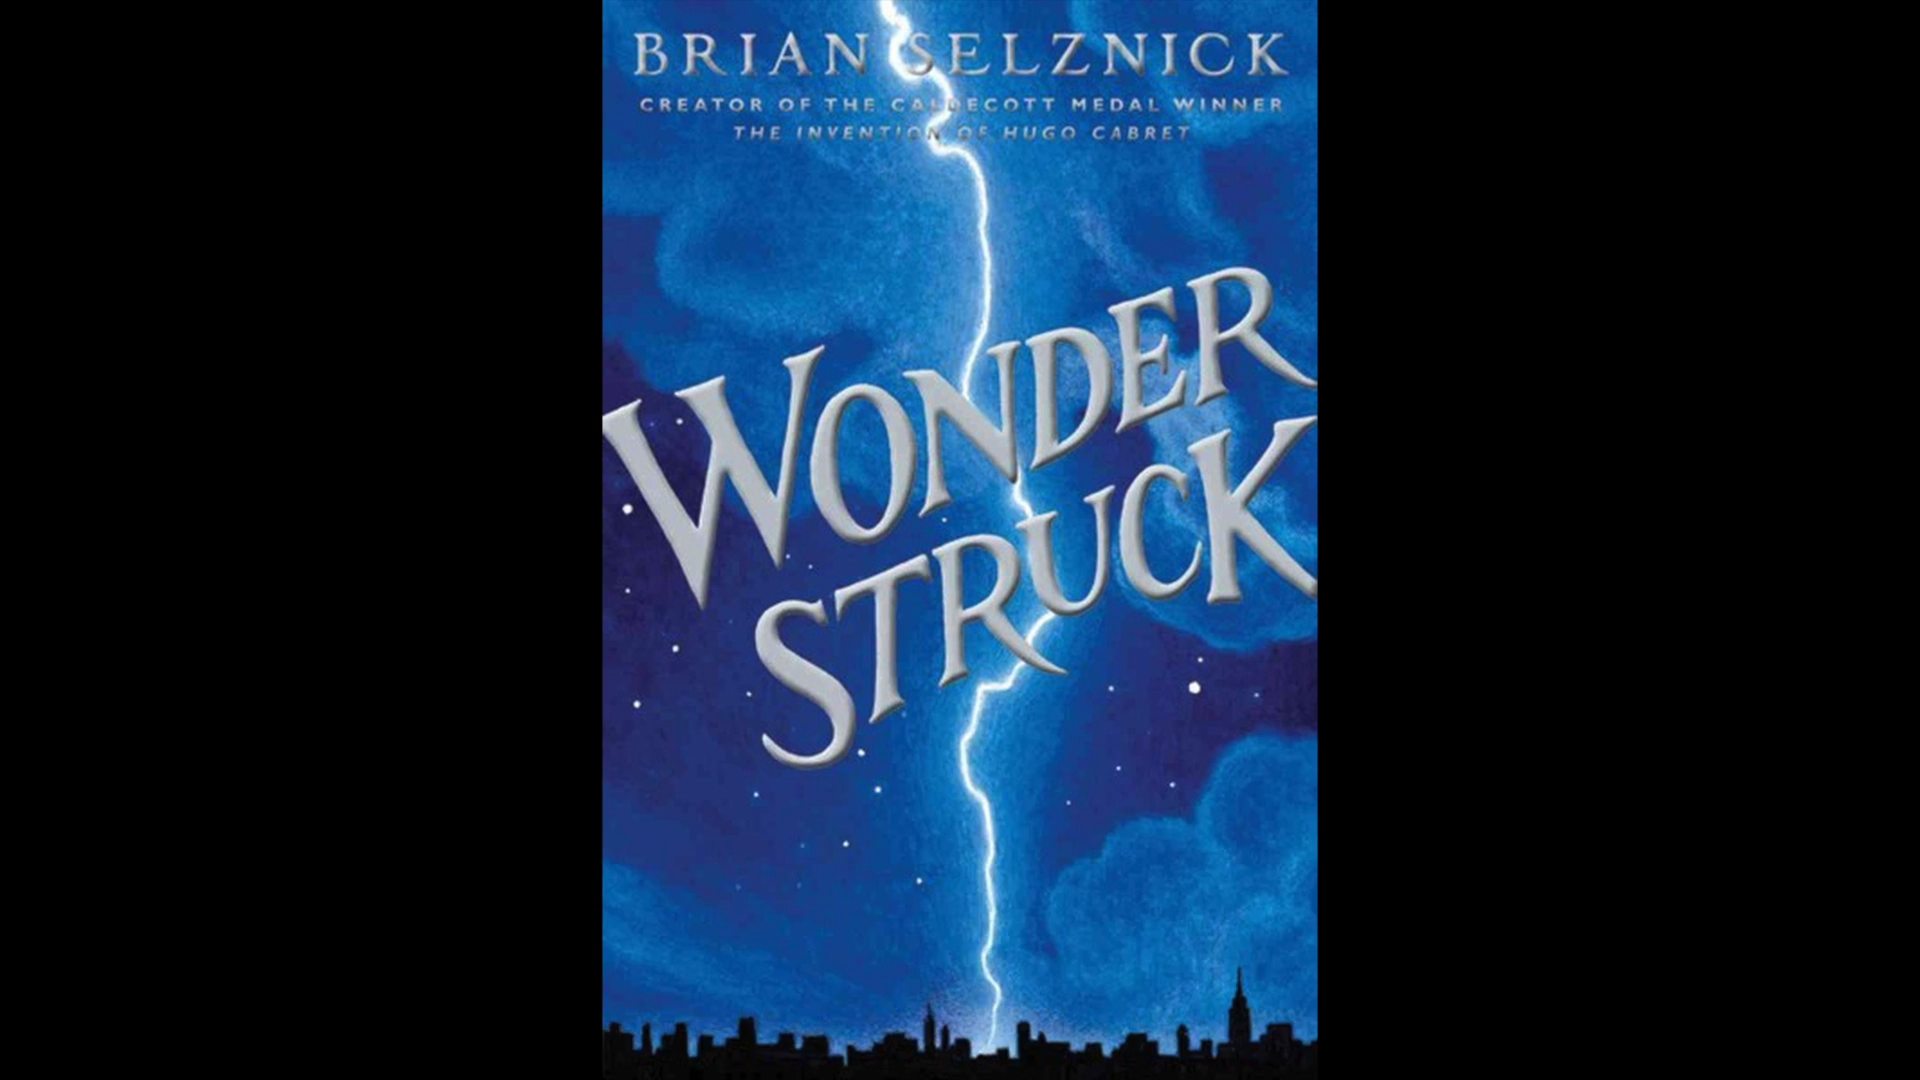 BRIAN SELZNICK
CREATOR OF THE CALDECOTT MEDAL WINNER
THE INVENTION OF HUGO CABRET
WONDER
STRUCK